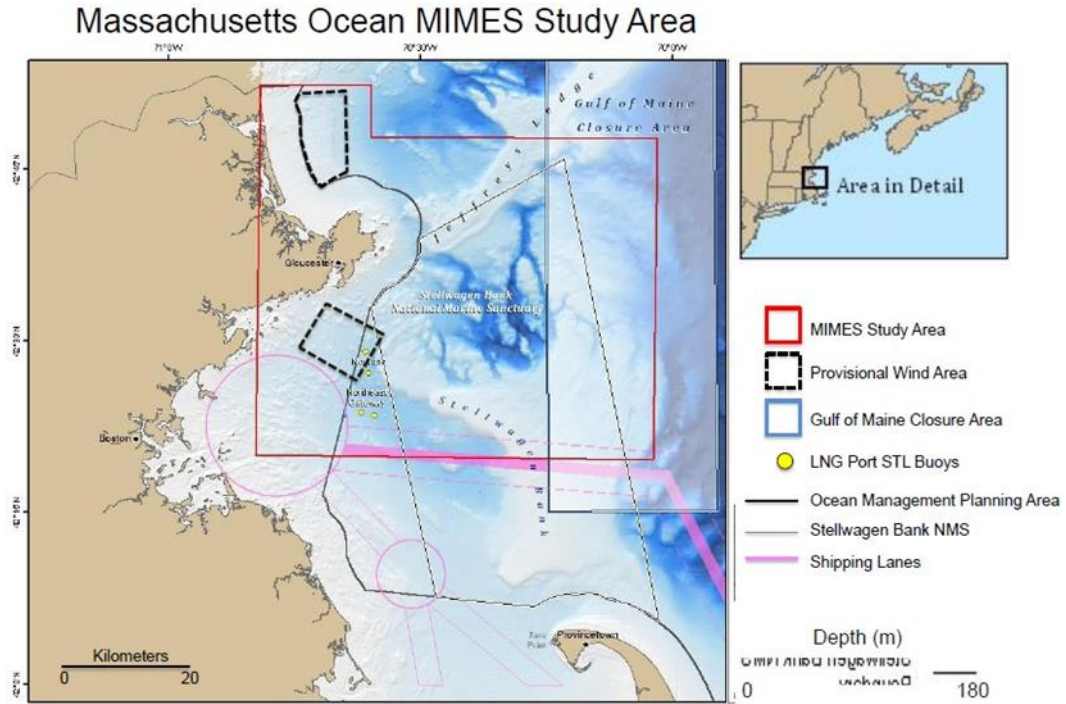 Massachusetts Ocean MIMES Study Area
71°0'W
70°30'W
70°0'W
Jeffreys Ledge
Gulf of Maine
Closure Area
Area in Detail
Gloucester
Stellwagen Bank
National Marine Sanctuary
Northeast
Gateway
Stellwagen Bank
Boston
Provincetown
Kilometers
0 20
MIMES Study Area
Provisional Wind Area
Gulf of Maine Closure Area
LNG Port STL Buoys
Ocean Management Planning Area
Stellwagen Bank NMS
Shipping Lanes
Depth (m)
0 180